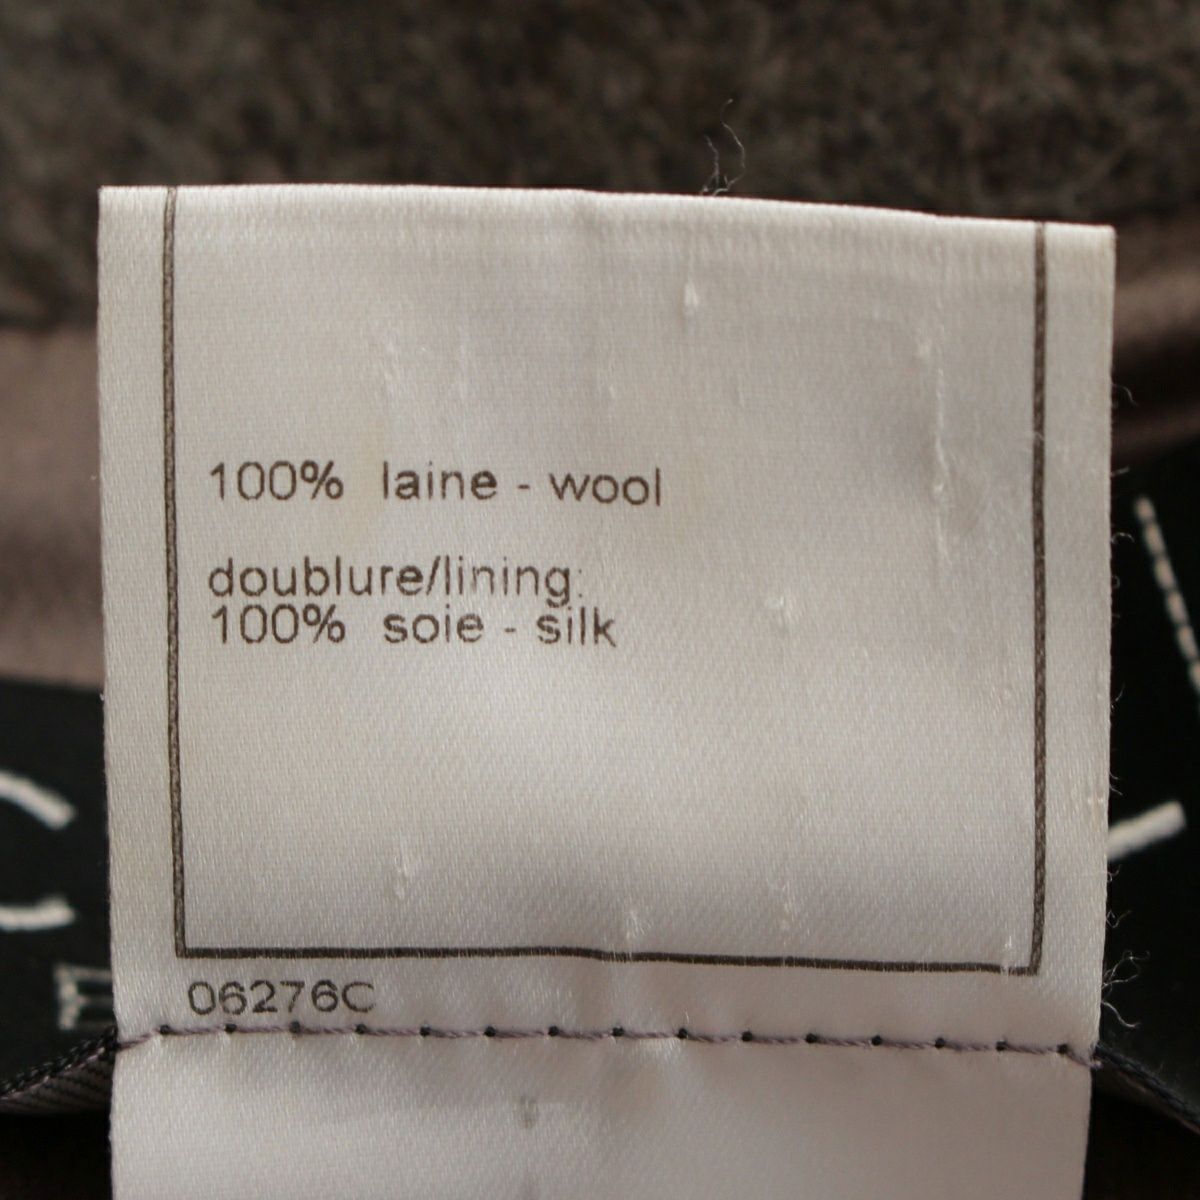 100% laine - wool
doublure/lining:
100% soie - silk
06276C